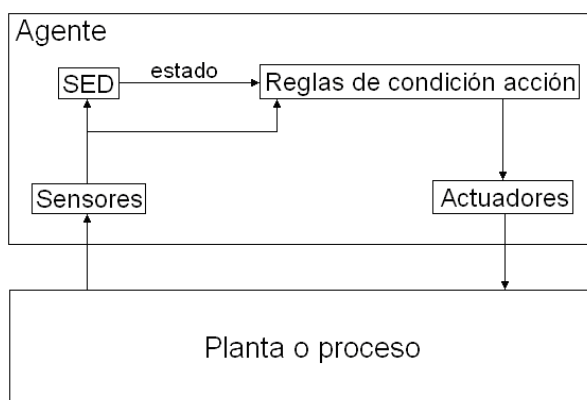 Agente
SED
estado
Reglas de condición acción
Sensores
Actuadores
Planta o proceso